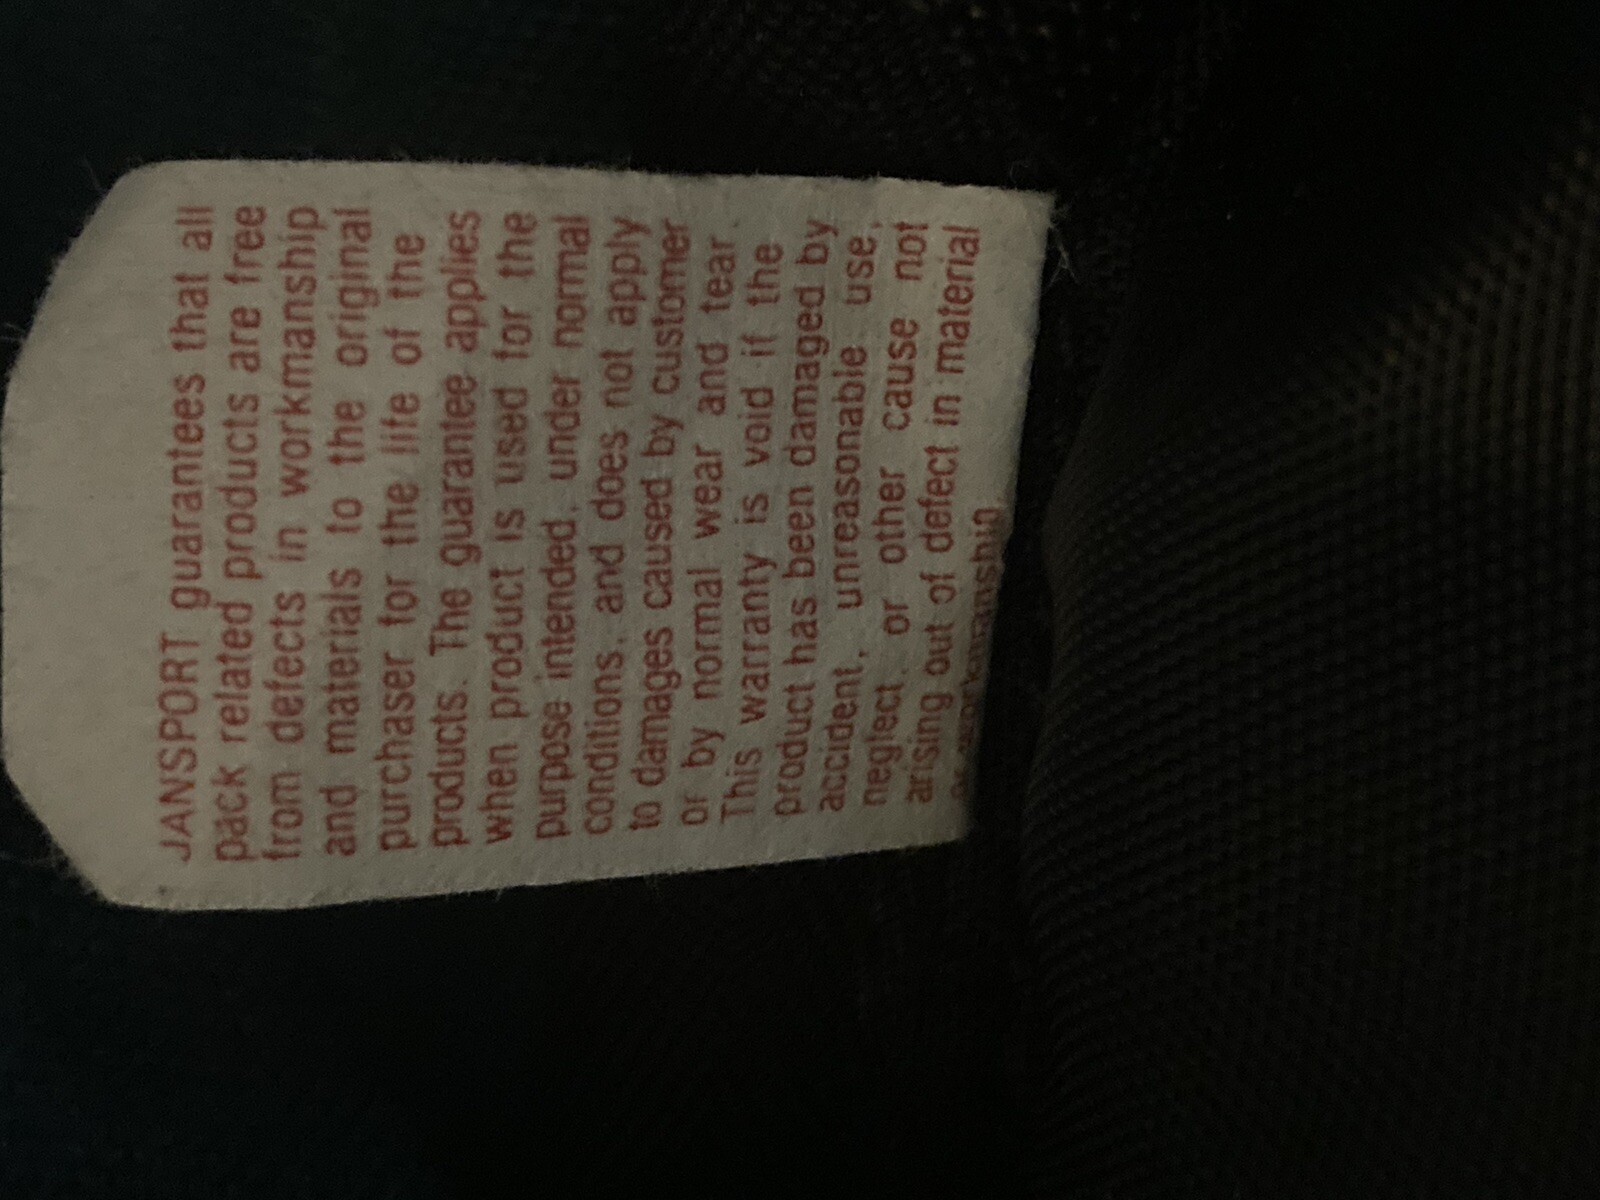 JANSPORT guarantees that all
pack related products are free
from defects in workmanship
and materials to the original
purchaser for the life of the
products. The guarantee applies
when product is used for the
purpose intended, under normal
conditions, and does not apply
to damages caused by customer
or by normal wear and tear.
This warranty is void if the
product has been damaged by
accident, unreasonable use,
neglect, or other cause not
arising out of defect in material
or workmanship